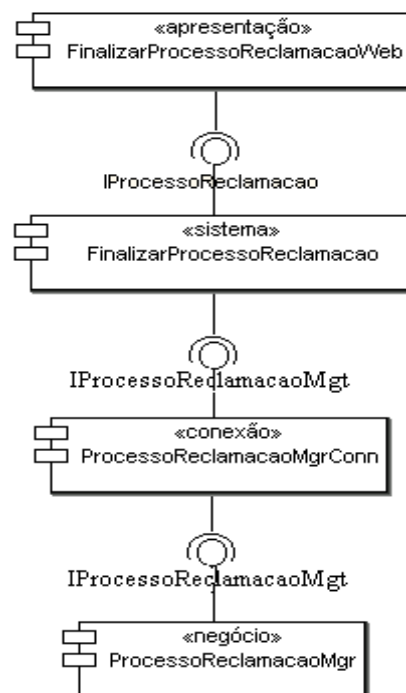 «apresentação»
FinalizarProcessoReclamacaoWeb
IProcessoReclamacao
«sistema»
FinalizarProcessoReclamacao
IProcessoReclamacaoMgt
«conexão»
ProcessoReclamacaoMgrConn
IProcessoReclamacaoMgt
«negócio»
ProcessoReclamacaoMgr